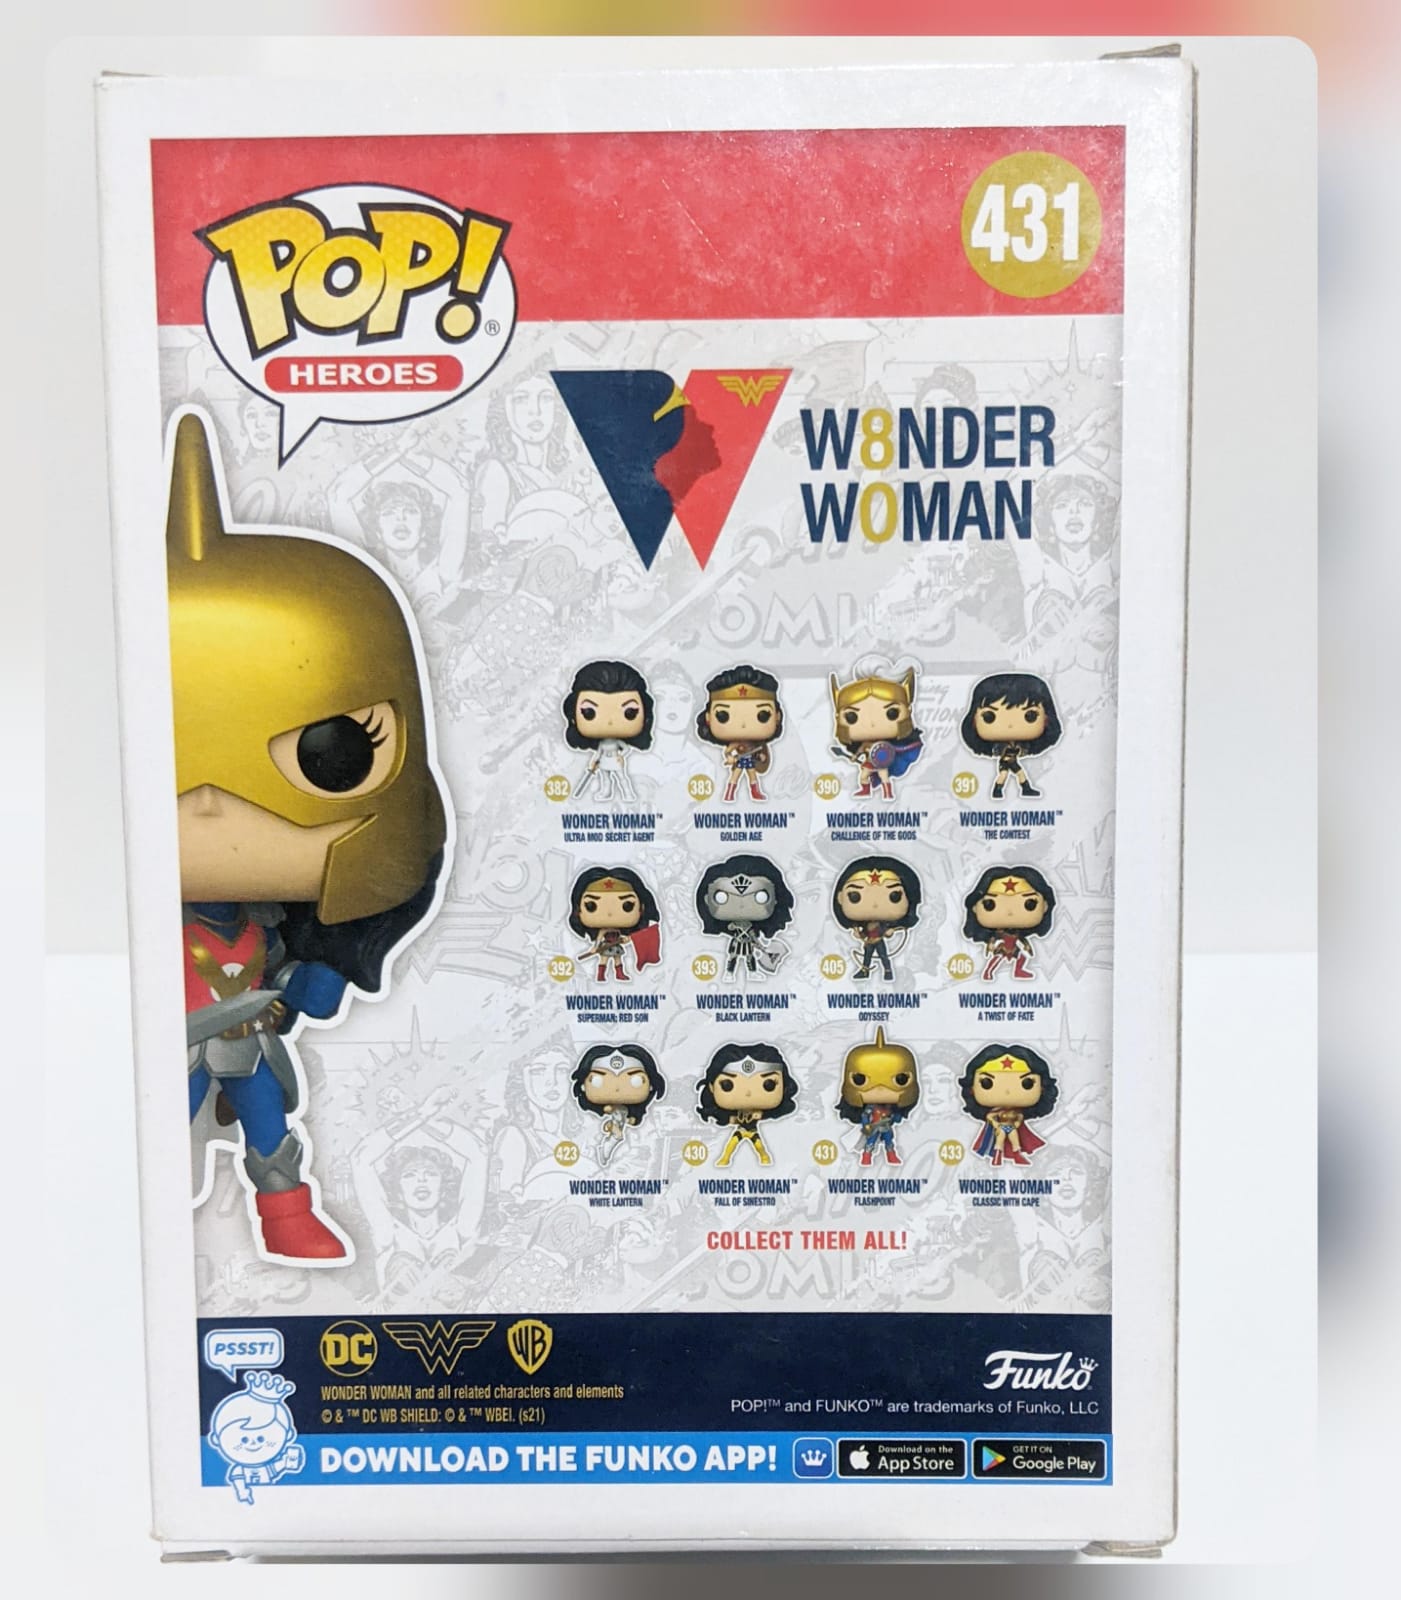 POP!®
HEROES
431
W8NDER
W0MAN
382
WONDER WOMAN™
ULTRA MOD SECRET AGENT
383
WONDER WOMAN™
GOLDEN AGE
390
WONDER WOMAN™
CHALLENGE OF THE GODS
391
WONDER WOMAN™
THE CONTEST
392
WONDER WOMAN™
SUPERMAN: RED SON
393
WONDER WOMAN™
BLACK LANTERN
405
WONDER WOMAN™
ODYSSEY
406
WONDER WOMAN™
A TWIST OF FATE
423
WONDER WOMAN™
WHITE LANTERN
430
WONDER WOMAN™
FALL OF SINESTRO
431
WONDER WOMAN™
FLASHPOINT
433
WONDER WOMAN™
CLASSIC WITH CAPE
COLLECT THEM ALL!
PSSST!
DC
WB
WONDER WOMAN and all related characters and elements
© & ™ DC WB SHIELD: © & ™ WBEI. (s21)
Funko
POP!™ and FUNKO™ are trademarks of Funko, LLC
DOWNLOAD THE FUNKO APP!
Download on the
App Store
GET IT ON
Google Play